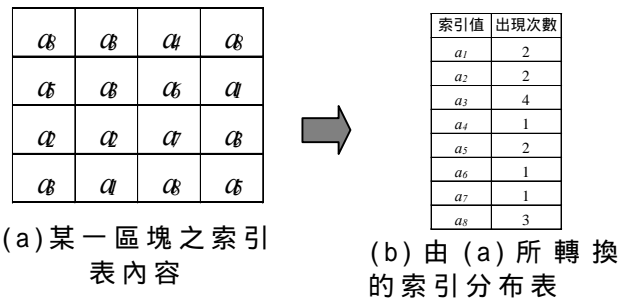 a8 a3 a4 a8
a5 a3 a6 a1
a2 a2 a7 a3
a3 a1 a8 a5
(a)某一區塊之索引
表內容
索引值 出現次數
a1 2
a2 2
a3 4
a4 1
a5 2
a6 1
a7 1
a8 3
(b)由(a)所轉換
的索引分布表